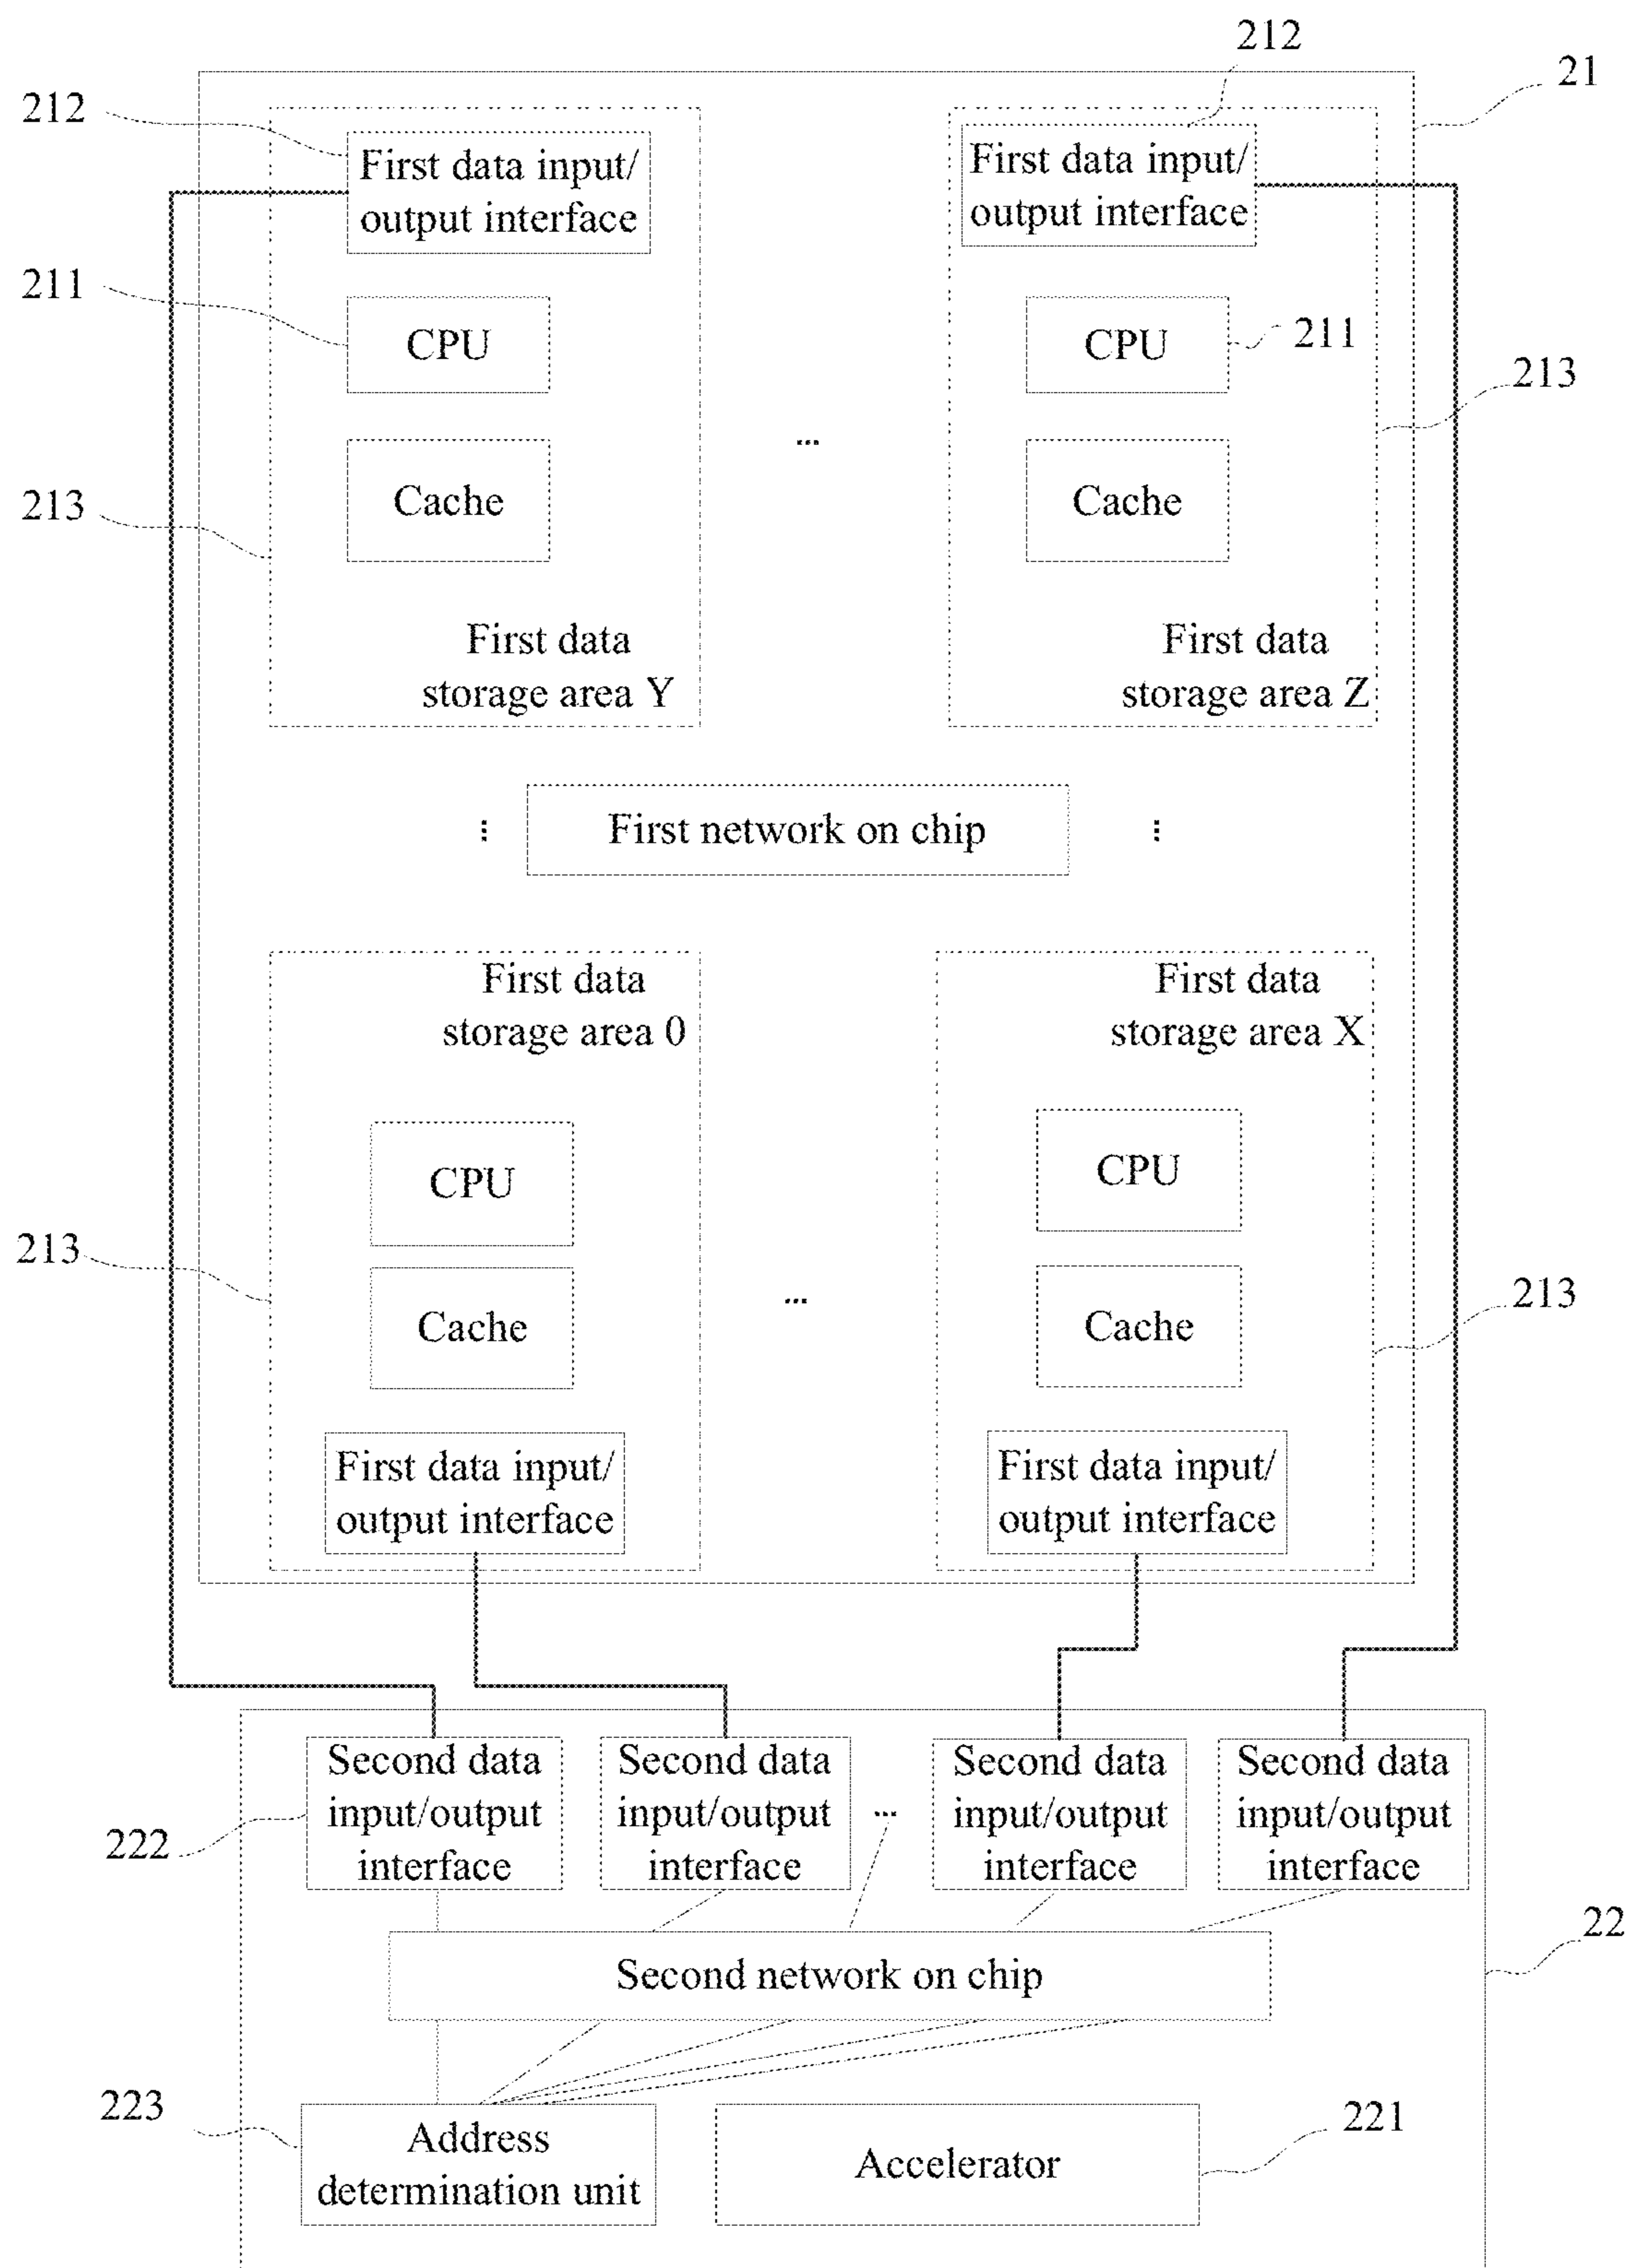 212
21
212
First data input/
output interface
First data input/
output interface
211
CPU
CPU
211
213
...
Cache
Cache
213
First data
storage area Y
First data
storage area Z
...
First network on chip
...
First data
storage area 0
First data
storage area X
CPU
CPU
213
Cache
...
Cache
213
First data input/
output interface
First data input/
output interface
Second data
input/output
interface
Second data
input/output
interface
...
Second data
input/output
interface
Second data
input/output
interface
222
22
Second network on chip
223
Address
determination unit
Accelerator
221